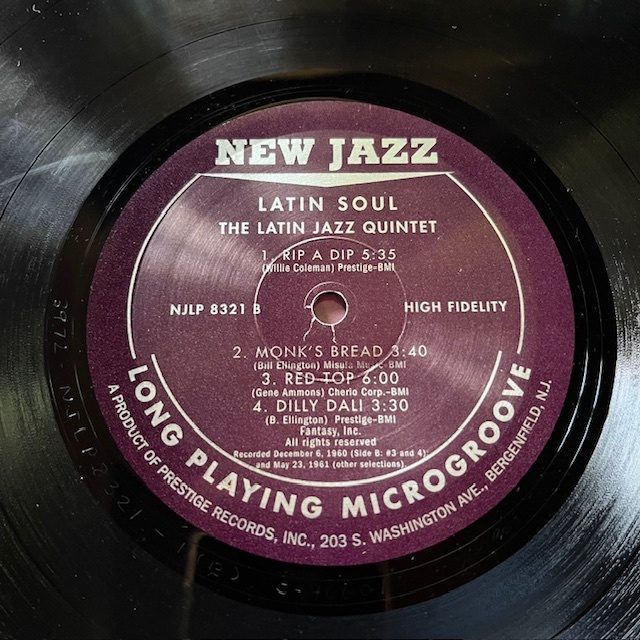 NEW JAZZ
LATIN SOUL
THE LATIN JAZZ QUINTET
1. RIP A DIP 5:35
(Willie Coleman) Prestige–BMI
NJLP 8321 B
HIGH FIDELITY
2. MONK'S BREAD 3:40
(Bill Ellington) Misula Music–BMI
3. RED TOP 6:00
(Gene Ammons) Cherio Corp.–BMI
4. DILLY DALI 3:30
(B. Ellington) Prestige–BMI
Fantasy, Inc.
All rights reserved
Recorded December 6, 1960 (Side B: #3 and 4);
and May 23, 1961 (other selections)
LONG PLAYING MICROGROOVE
A PRODUCT OF PRESTIGE RECORDS, INC., 203 S. WASHINGTON AVE., BERGENFIELD, N.J.